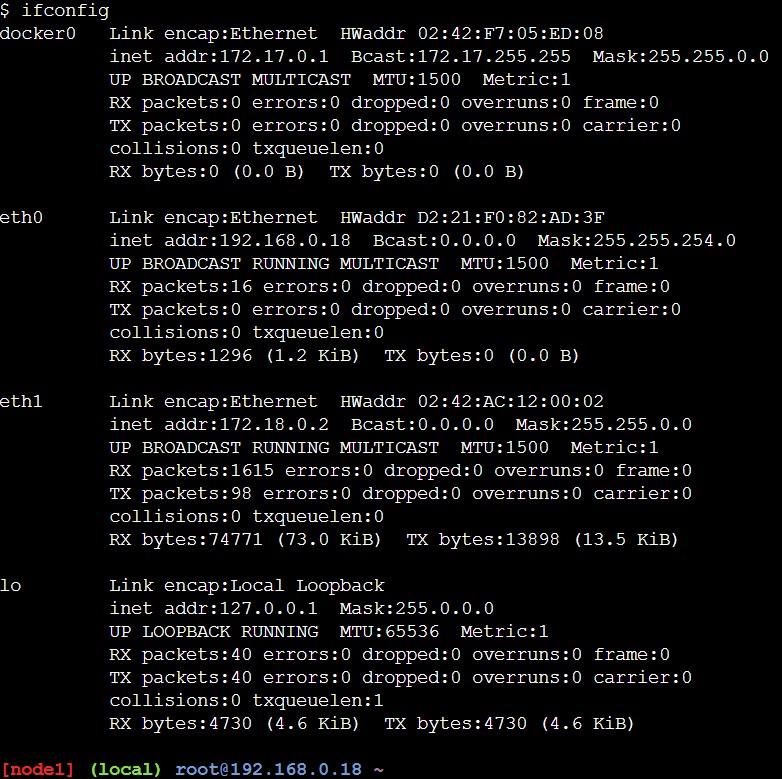 $ ifconfig
docker0   Link encap:Ethernet  HWaddr 02:42:F7:05:ED:08
          inet addr:172.17.0.1  Bcast:172.17.255.255  Mask:255.255.0.0
          UP BROADCAST MULTICAST  MTU:1500  Metric:1
          RX packets:0 errors:0 dropped:0 overruns:0 frame:0
          TX packets:0 errors:0 dropped:0 overruns:0 carrier:0
          collisions:0 txqueuelen:0
          RX bytes:0 (0.0 B)  TX bytes:0 (0.0 B)

eth0      Link encap:Ethernet  HWaddr D2:21:F0:82:AD:3F
          inet addr:192.168.0.18  Bcast:0.0.0.0  Mask:255.255.254.0
          UP BROADCAST RUNNING MULTICAST  MTU:1500  Metric:1
          RX packets:16 errors:0 dropped:0 overruns:0 frame:0
          TX packets:0 errors:0 dropped:0 overruns:0 carrier:0
          collisions:0 txqueuelen:0
          RX bytes:1296 (1.2 KiB)  TX bytes:0 (0.0 B)

eth1      Link encap:Ethernet  HWaddr 02:42:AC:12:00:02
          inet addr:172.18.0.2  Bcast:0.0.0.0  Mask:255.255.0.0
          UP BROADCAST RUNNING MULTICAST  MTU:1500  Metric:1
          RX packets:1615 errors:0 dropped:0 overruns:0 frame:0
          TX packets:98 errors:0 dropped:0 overruns:0 carrier:0
          collisions:0 txqueuelen:0
          RX bytes:74771 (73.0 KiB)  TX bytes:13898 (13.5 KiB)

lo        Link encap:Local Loopback
          inet addr:127.0.0.1  Mask:255.0.0.0
          UP LOOPBACK RUNNING  MTU:65536  Metric:1
          RX packets:40 errors:0 dropped:0 overruns:0 frame:0
          TX packets:40 errors:0 dropped:0 overruns:0 carrier:0
          collisions:0 txqueuelen:1
          RX bytes:4730 (4.6 KiB)  TX bytes:4730 (4.6 KiB)

[node1] (local) root@192.168.0.18 ~